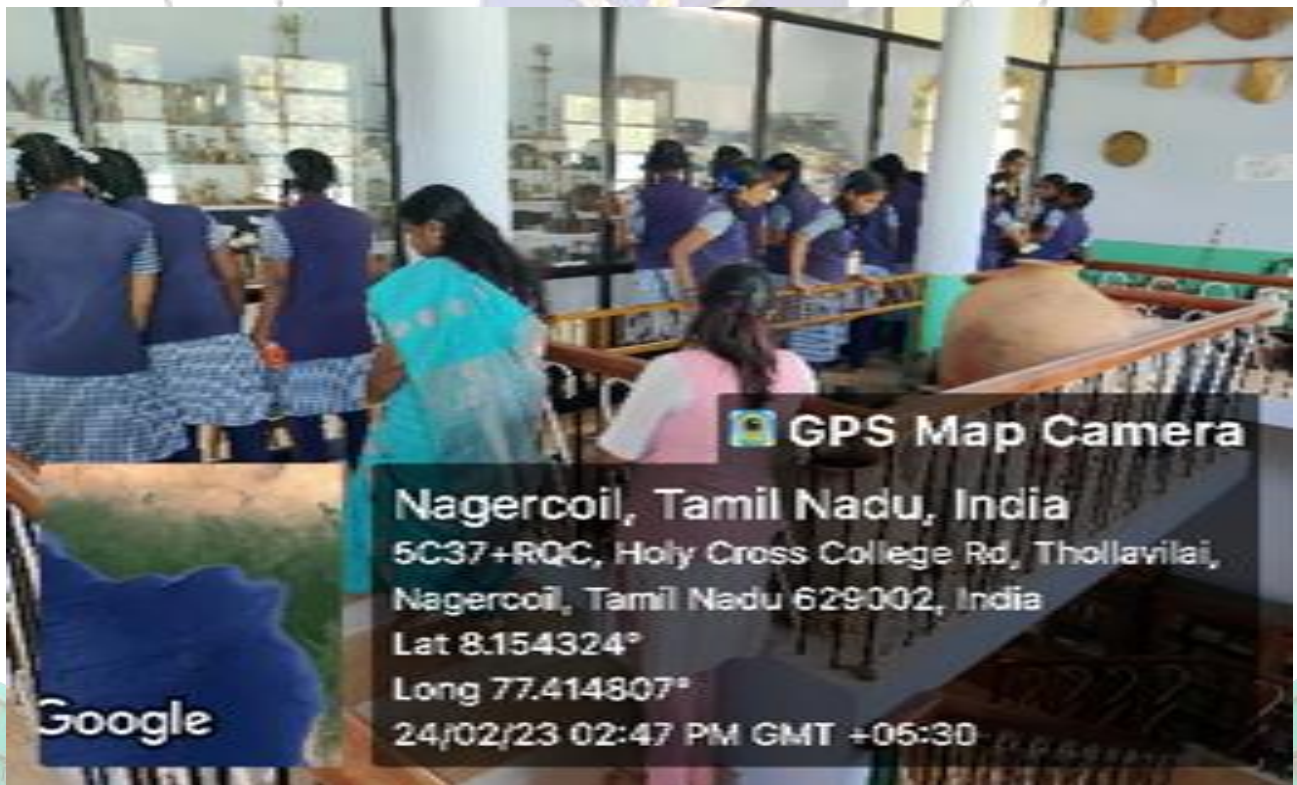 GPS Map Camera
Nagercoil, Tamil Nadu, India
5C37+RQC, Holy Cross College Rd, Thollavilai,
Nagercoil, Tamil Nadu 629002, India
Lat 8.154324°
Long 77.414807°
24/02/23 02:47 PM GMT +05:30
Google